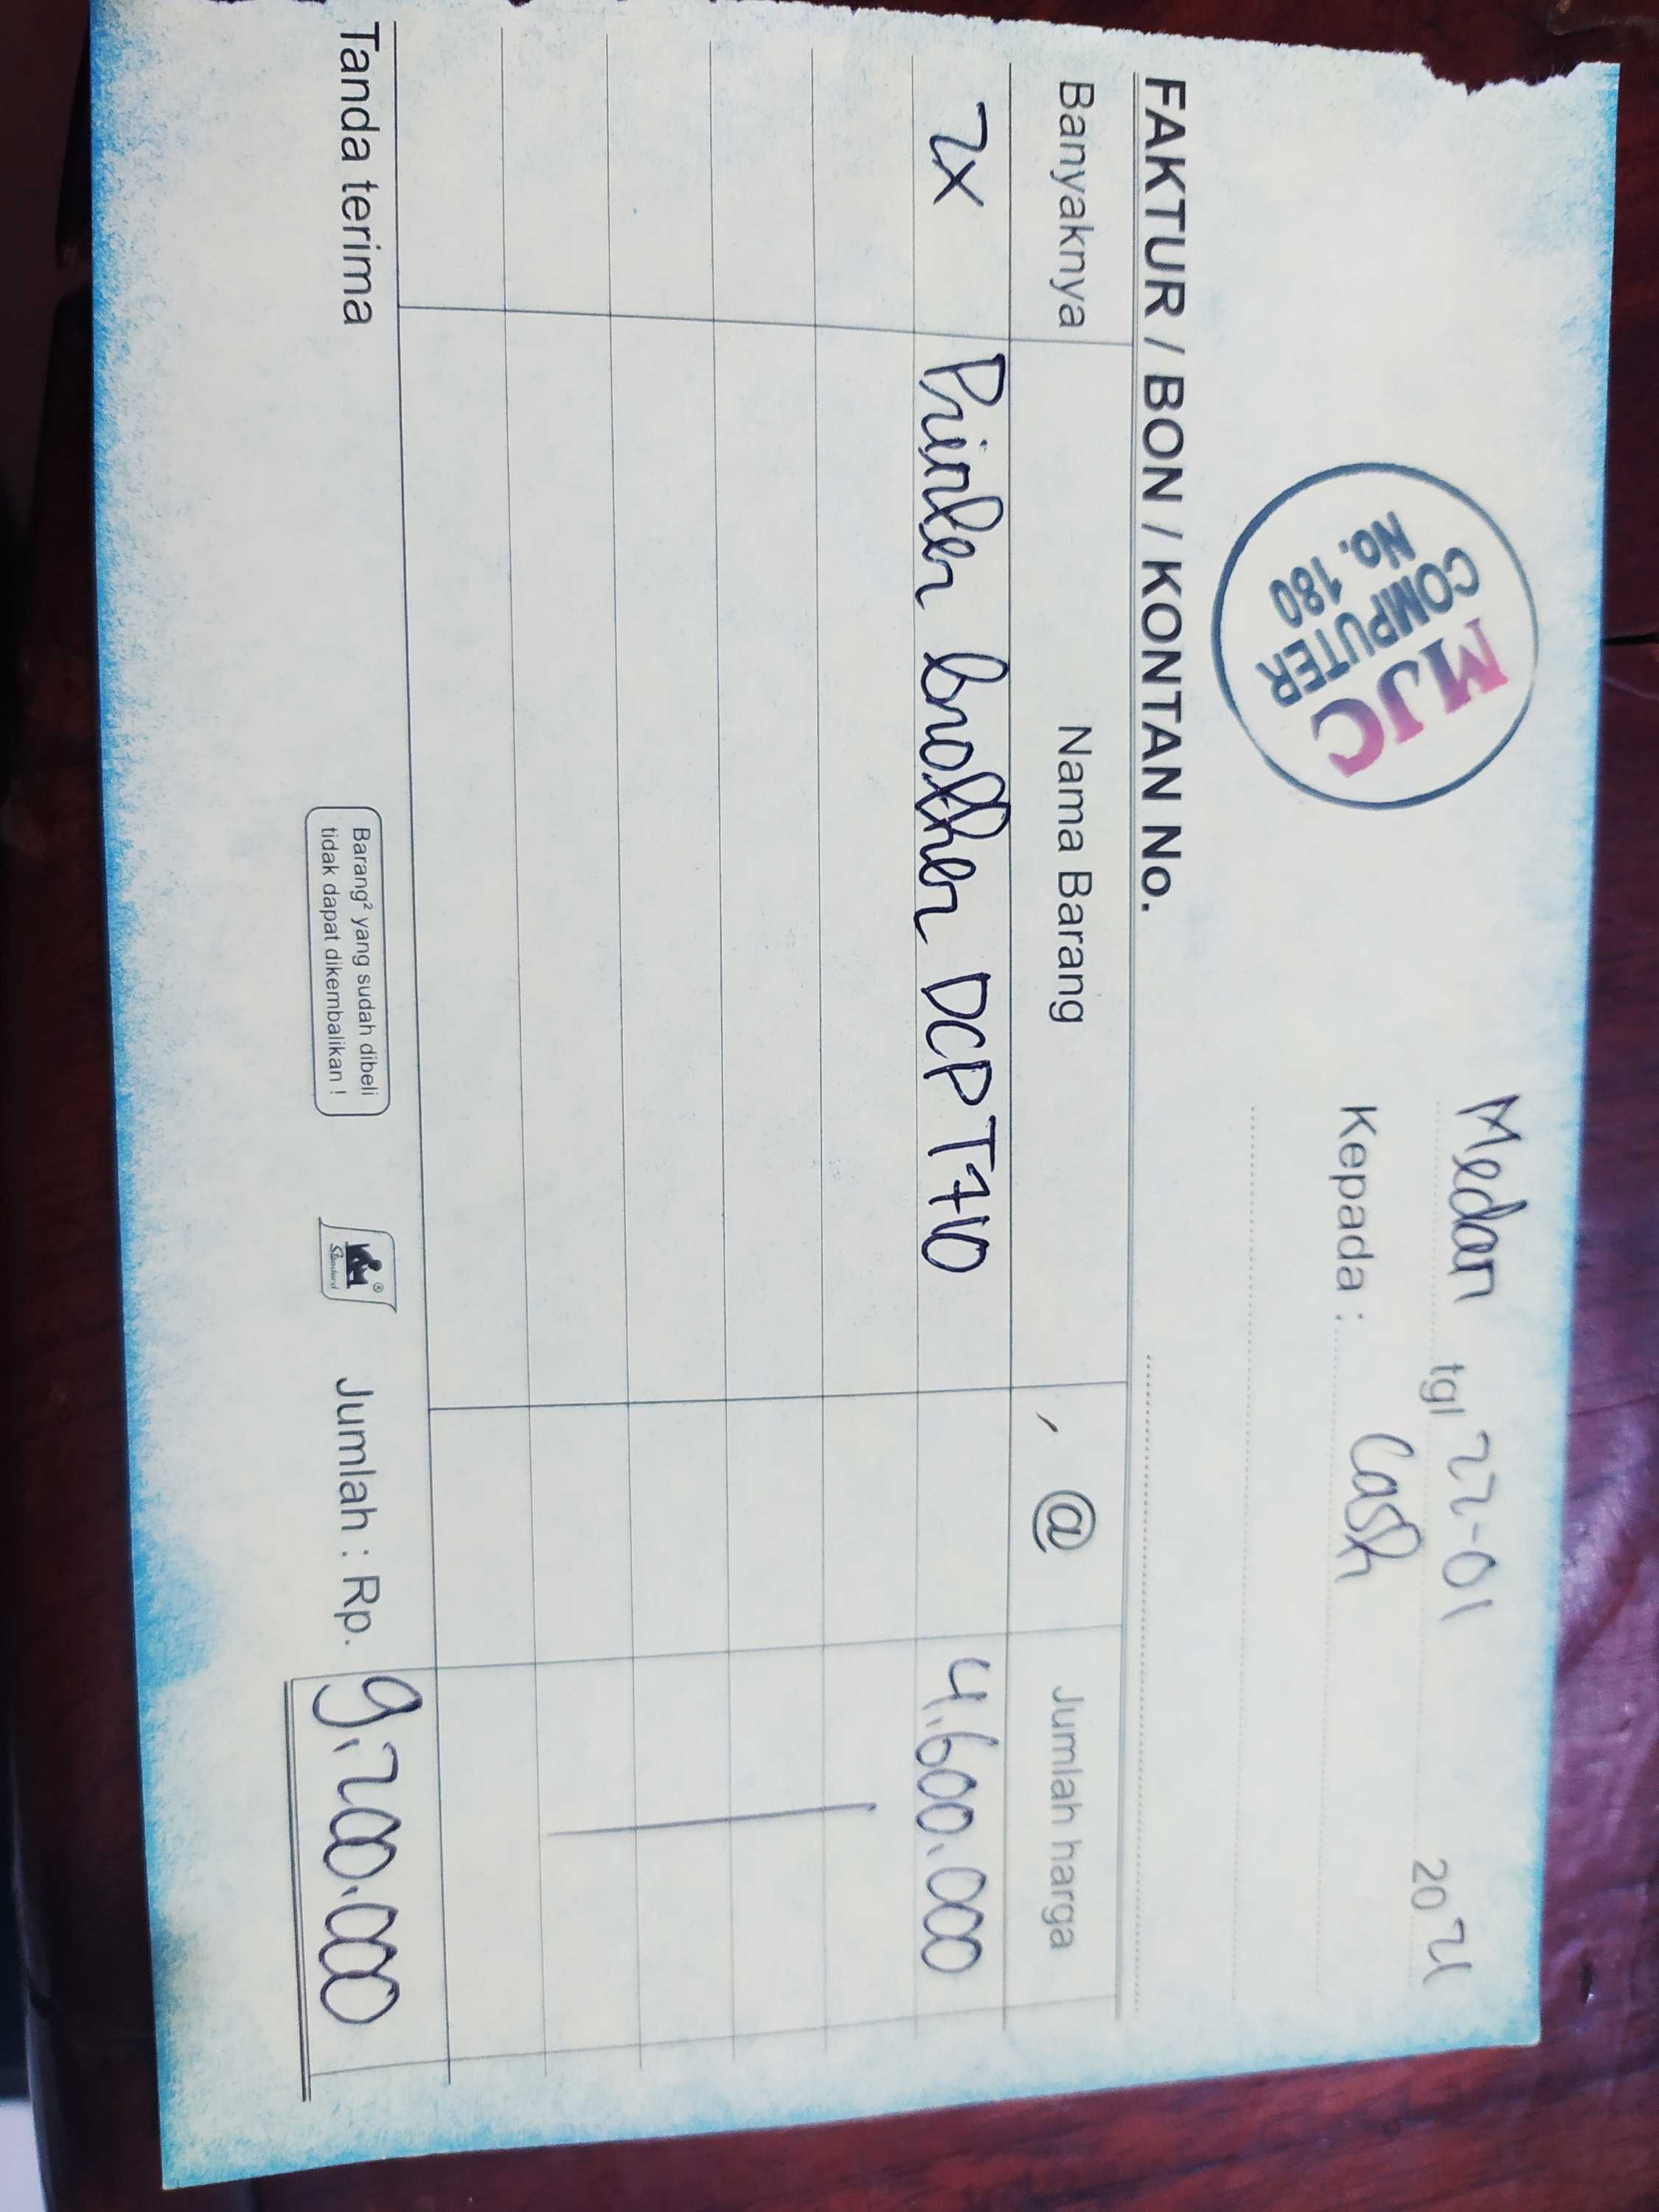 MJC
COMPUTER
No. 180
Medan tgl 22-01 2021
Kepada : Cash
FAKTUR / BON / KONTAN No.
Banyaknya Nama Barang , @ Jumlah harga
2x Printer brother DCP T710 4.600.000
Tanda terima
Barang² yang sudah dibeli
tidak dapat dikembalikan !
Standard
Jumlah : Rp. 9.200.000